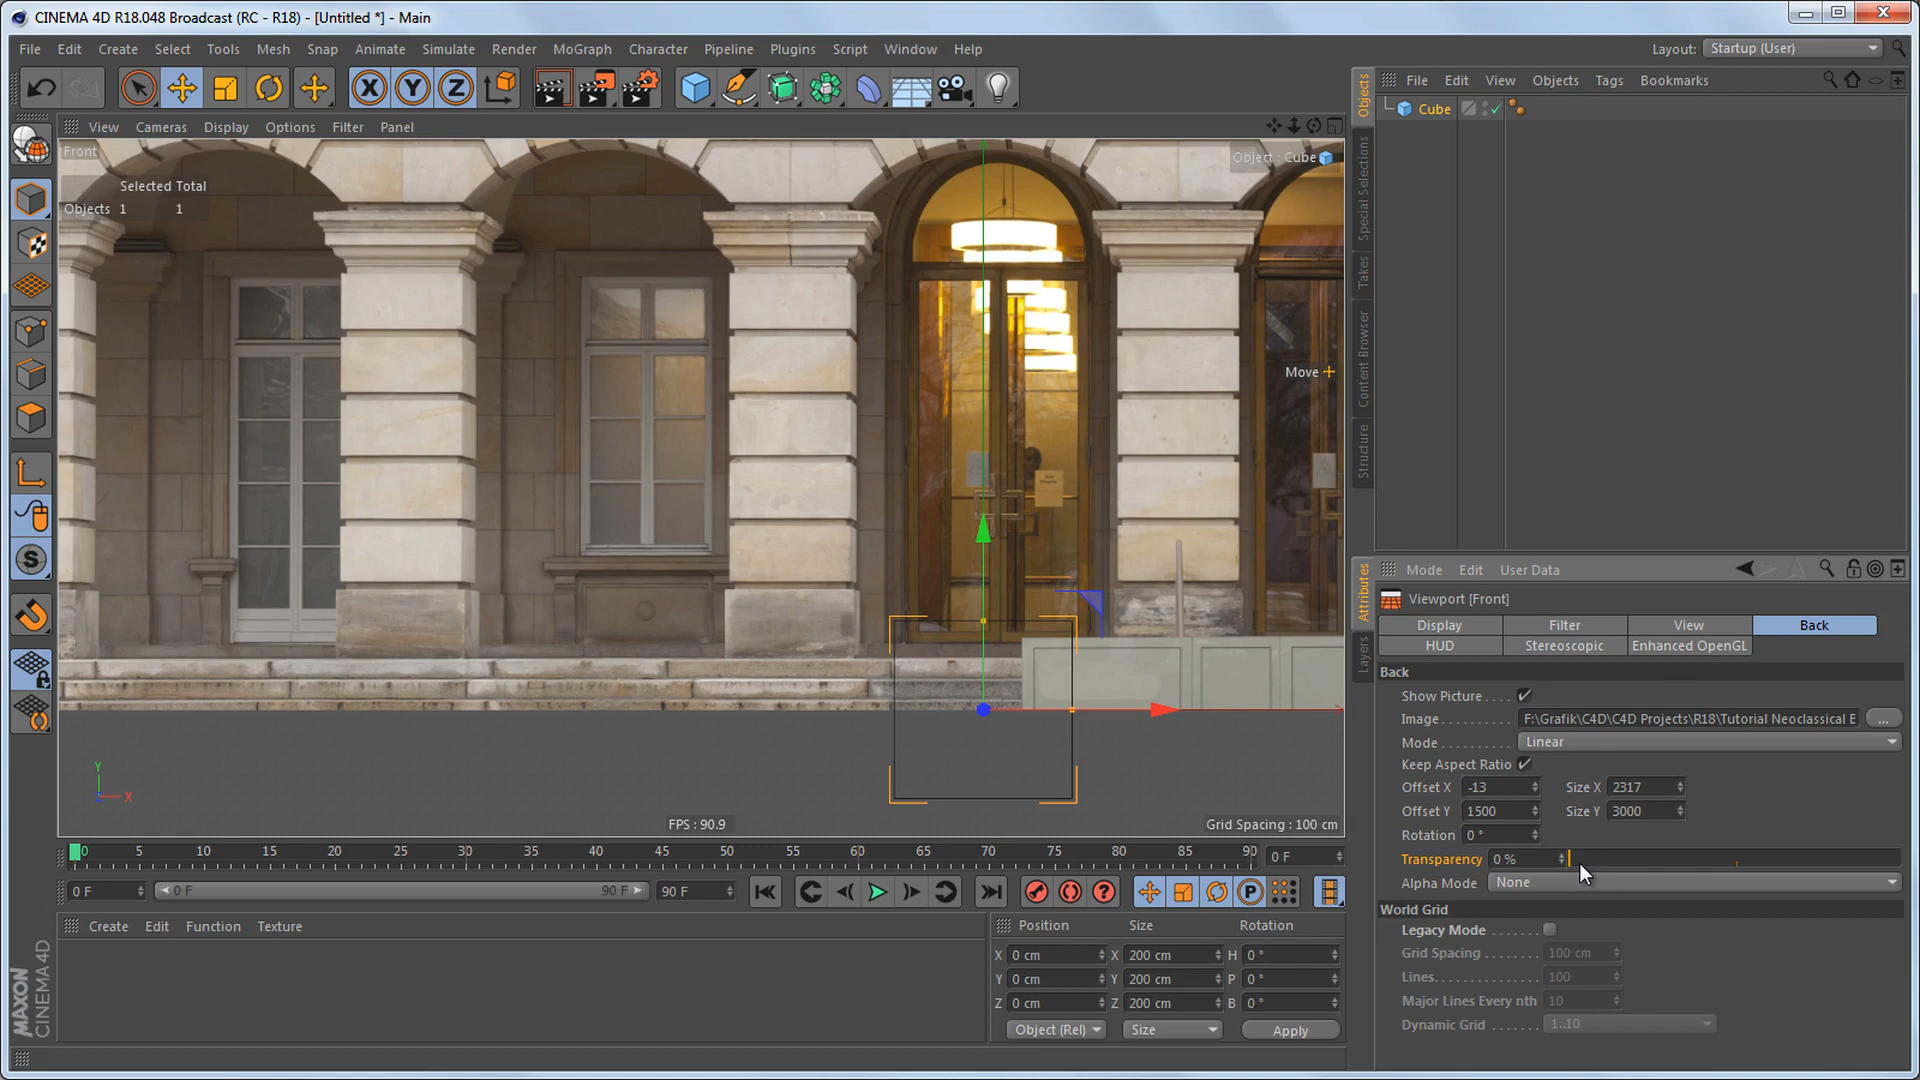 CINEMA 4D R18.048 Broadcast (RC - R18) - [Untitled *] - Main
File Edit Create Select Tools Mesh Snap Animate Simulate Render MoGraph Character Pipeline Plugins Script Window Help
Layout: Startup (User)
X Y Z
File Edit View Objects Tags Bookmarks
Cube
View Cameras Display Options Filter Panel
Front
Object : Cube
Selected Total
Objects 1 1
Move
Objects
Special Selections
Takes
Content Browser
Structure
Attributes
Layers
S
Y
X
FPS : 90.9
Grid Spacing : 100 cm
Mode Edit User Data
Viewport [Front]
Display Filter View Back
HUD Stereoscopic Enhanced OpenGL
Back
Show Picture . . . .
Image . . . . . . . . . F:\Grafik\C4D\C4D Projects\R18\Tutorial Neoclassical E ...
Mode . . . . . . . . . . Linear
Keep Aspect Ratio
Offset X -13 Size X 2317
Offset Y 1500 Size Y 3000
Rotation 0 °
Transparency 0 %
Alpha Mode None
World Grid
Legacy Mode . . . . . .
Grid Spacing . . . . . . . . 100 cm
Lines. . . . . . . . . . . . . . 100
Major Lines Every nth 10
Dynamic Grid . . . . . . . 1..10
0 5 10 15 20 25 30 35 40 45 50 55 60 65 70 75 80 85 90 0 F
0 F 0 F 90 F 90 F
P
Create Edit Function Texture
Position Size Rotation
X 0 cm X 200 cm H 0 °
Y 0 cm Y 200 cm P 0 °
Z 0 cm Z 200 cm B 0 °
Object (Rel) Size Apply
MAXON
CINEMA 4D